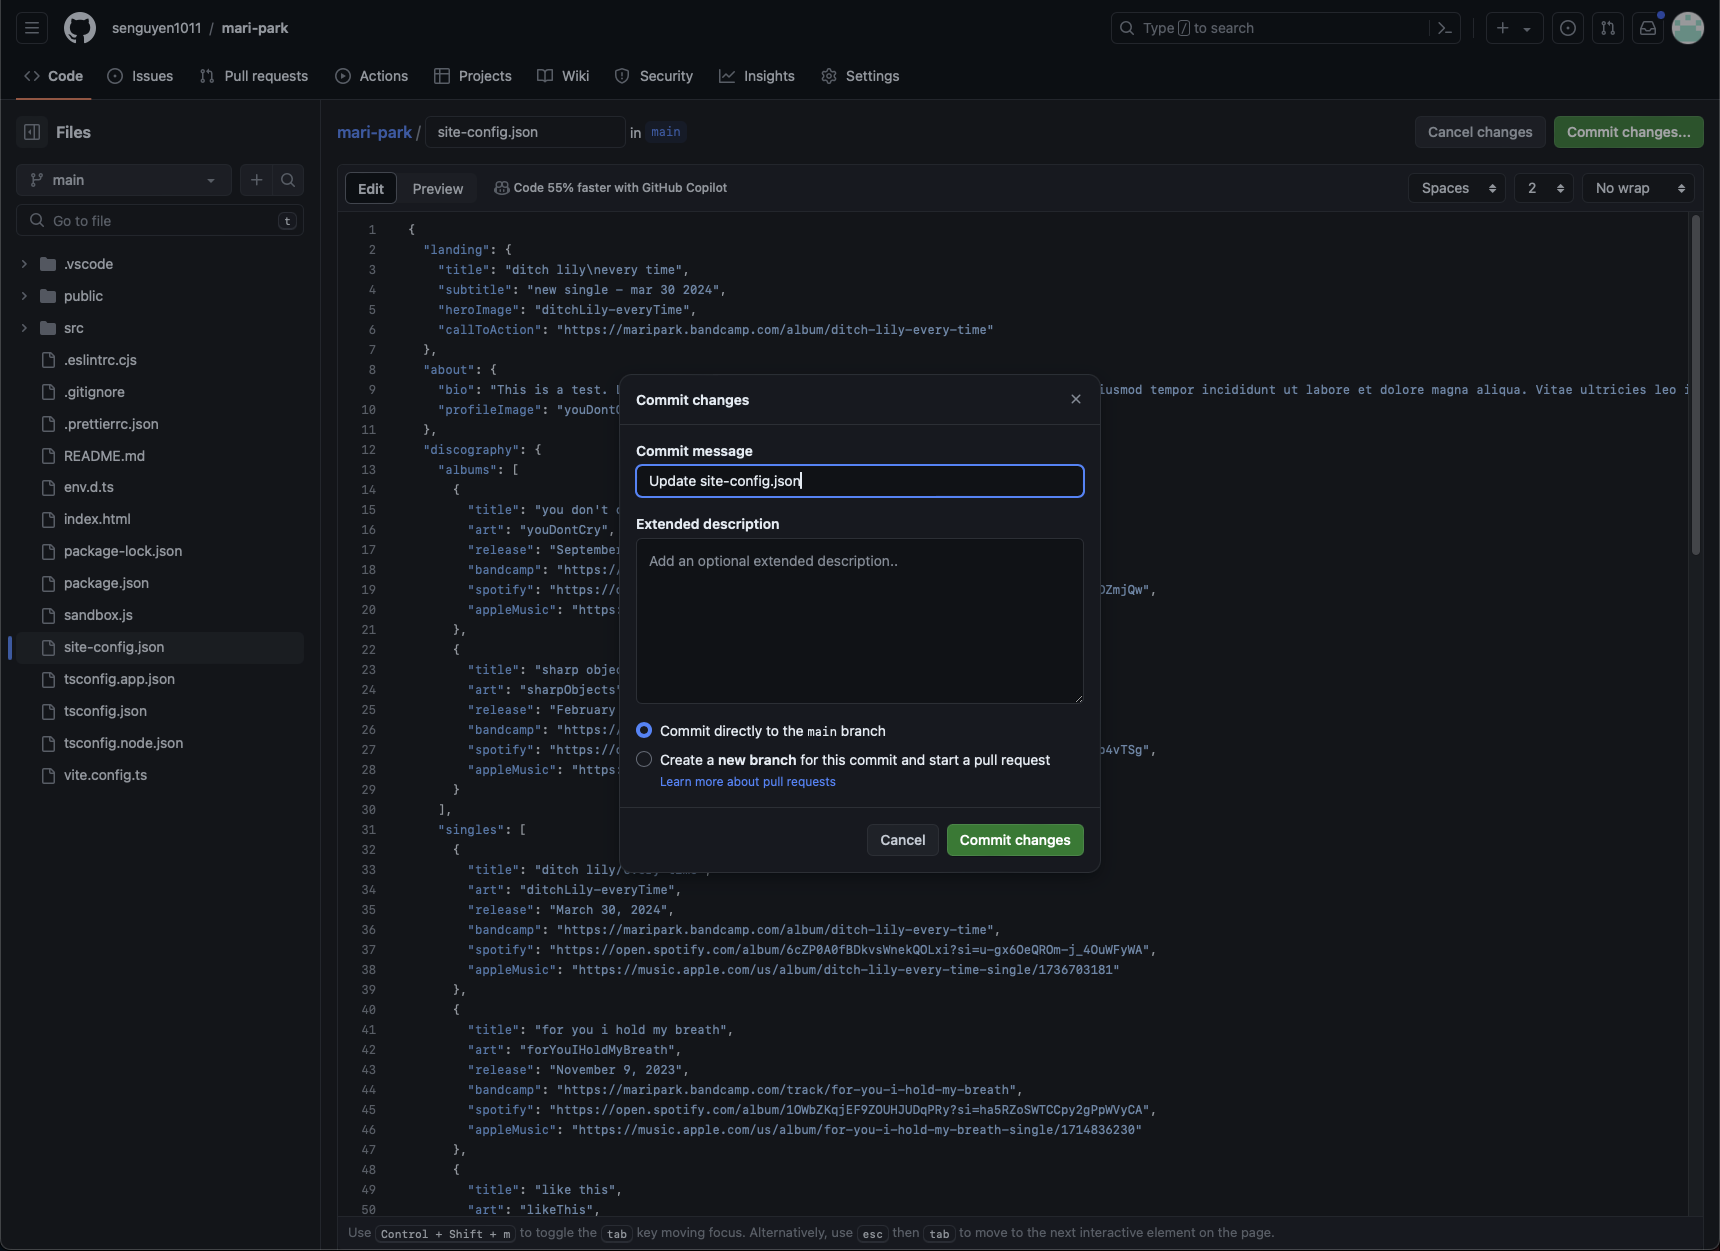 senguyen1011 / mari-park
Type / to search
Code
Issues
Pull requests
Actions
Projects
Wiki
Security
Insights
Settings
Files
main
Go to file
t
.vscode
public
src
.eslintrc.cjs
.gitignore
.prettierrc.json
README.md
env.d.ts
index.html
package-lock.json
package.json
sandbox.js
site-config.json
tsconfig.app.json
tsconfig.json
tsconfig.node.json
vite.config.ts
mari-park / site-config.json in main
Cancel changes
Commit changes...
Edit
Preview
Code 55% faster with GitHub Copilot
Spaces
2
No wrap
1 {
2 "landing": {
3 "title": "ditch lily\nevery time",
4 "subtitle": "new single – mar 30 2024",
5 "heroImage": "ditchLily-everyTime",
6 "callToAction": "https://maripark.bandcamp.com/album/ditch-lily-every-time"
7 },
8 "about": {
9 "bio": "This is a test. iusmod tempor incididunt ut labore et dolore magna aliqua. Vitae ultricies leo i
10 "profileImage": "youDont
11 },
12 "discography": {
13 "albums": [
14 {
15 "title": "you don't
16 "art": "youDontCry",
17 "release": "September
18 "bandcamp": "https:/
19 "spotify": "https:// ZmjQw",
20 "appleMusic": "https:
21 },
22 {
23 "title": "sharp obje
24 "art": "sharpObjects"
25 "release": "February
26 "bandcamp": "https:/
27 "spotify": "https:// 4vTSg",
28 "appleMusic": "https:
29 }
30 ],
31 "singles": [
32 {
33 "title": "ditch lily/
34 "art": "ditchLily-everyTime",
35 "release": "March 30, 2024",
36 "bandcamp": "https://maripark.bandcamp.com/album/ditch-lily-every-time",
37 "spotify": "https://open.spotify.com/album/6cZP0A0fBDkvsWnekQOLxi?si=u-gx6OeQROm-j_4OuWFyWA",
38 "appleMusic": "https://music.apple.com/us/album/ditch-lily-every-time-single/1736703181"
39 },
40 {
41 "title": "for you i hold my breath",
42 "art": "forYouIHoldMyBreath",
43 "release": "November 9, 2023",
44 "bandcamp": "https://maripark.bandcamp.com/track/for-you-i-hold-my-breath",
45 "spotify": "https://open.spotify.com/album/1OWbZKqjEF9ZOUHJUDqPRy?si=ha5RZoSWTCCpy2gPpWVyCA",
46 "appleMusic": "https://music.apple.com/us/album/for-you-i-hold-my-breath-single/1714836230"
47 },
48 {
49 "title": "like this",
50 "art": "likeThis",
Commit changes
Commit message
Update site-config.json
Extended description
Add an optional extended description..
Commit directly to the main branch
Create a new branch for this commit and start a pull request
Learn more about pull requests
Cancel
Commit changes
Use Control + Shift + m to toggle the tab key moving focus. Alternatively, use esc then tab to move to the next interactive element on the page.